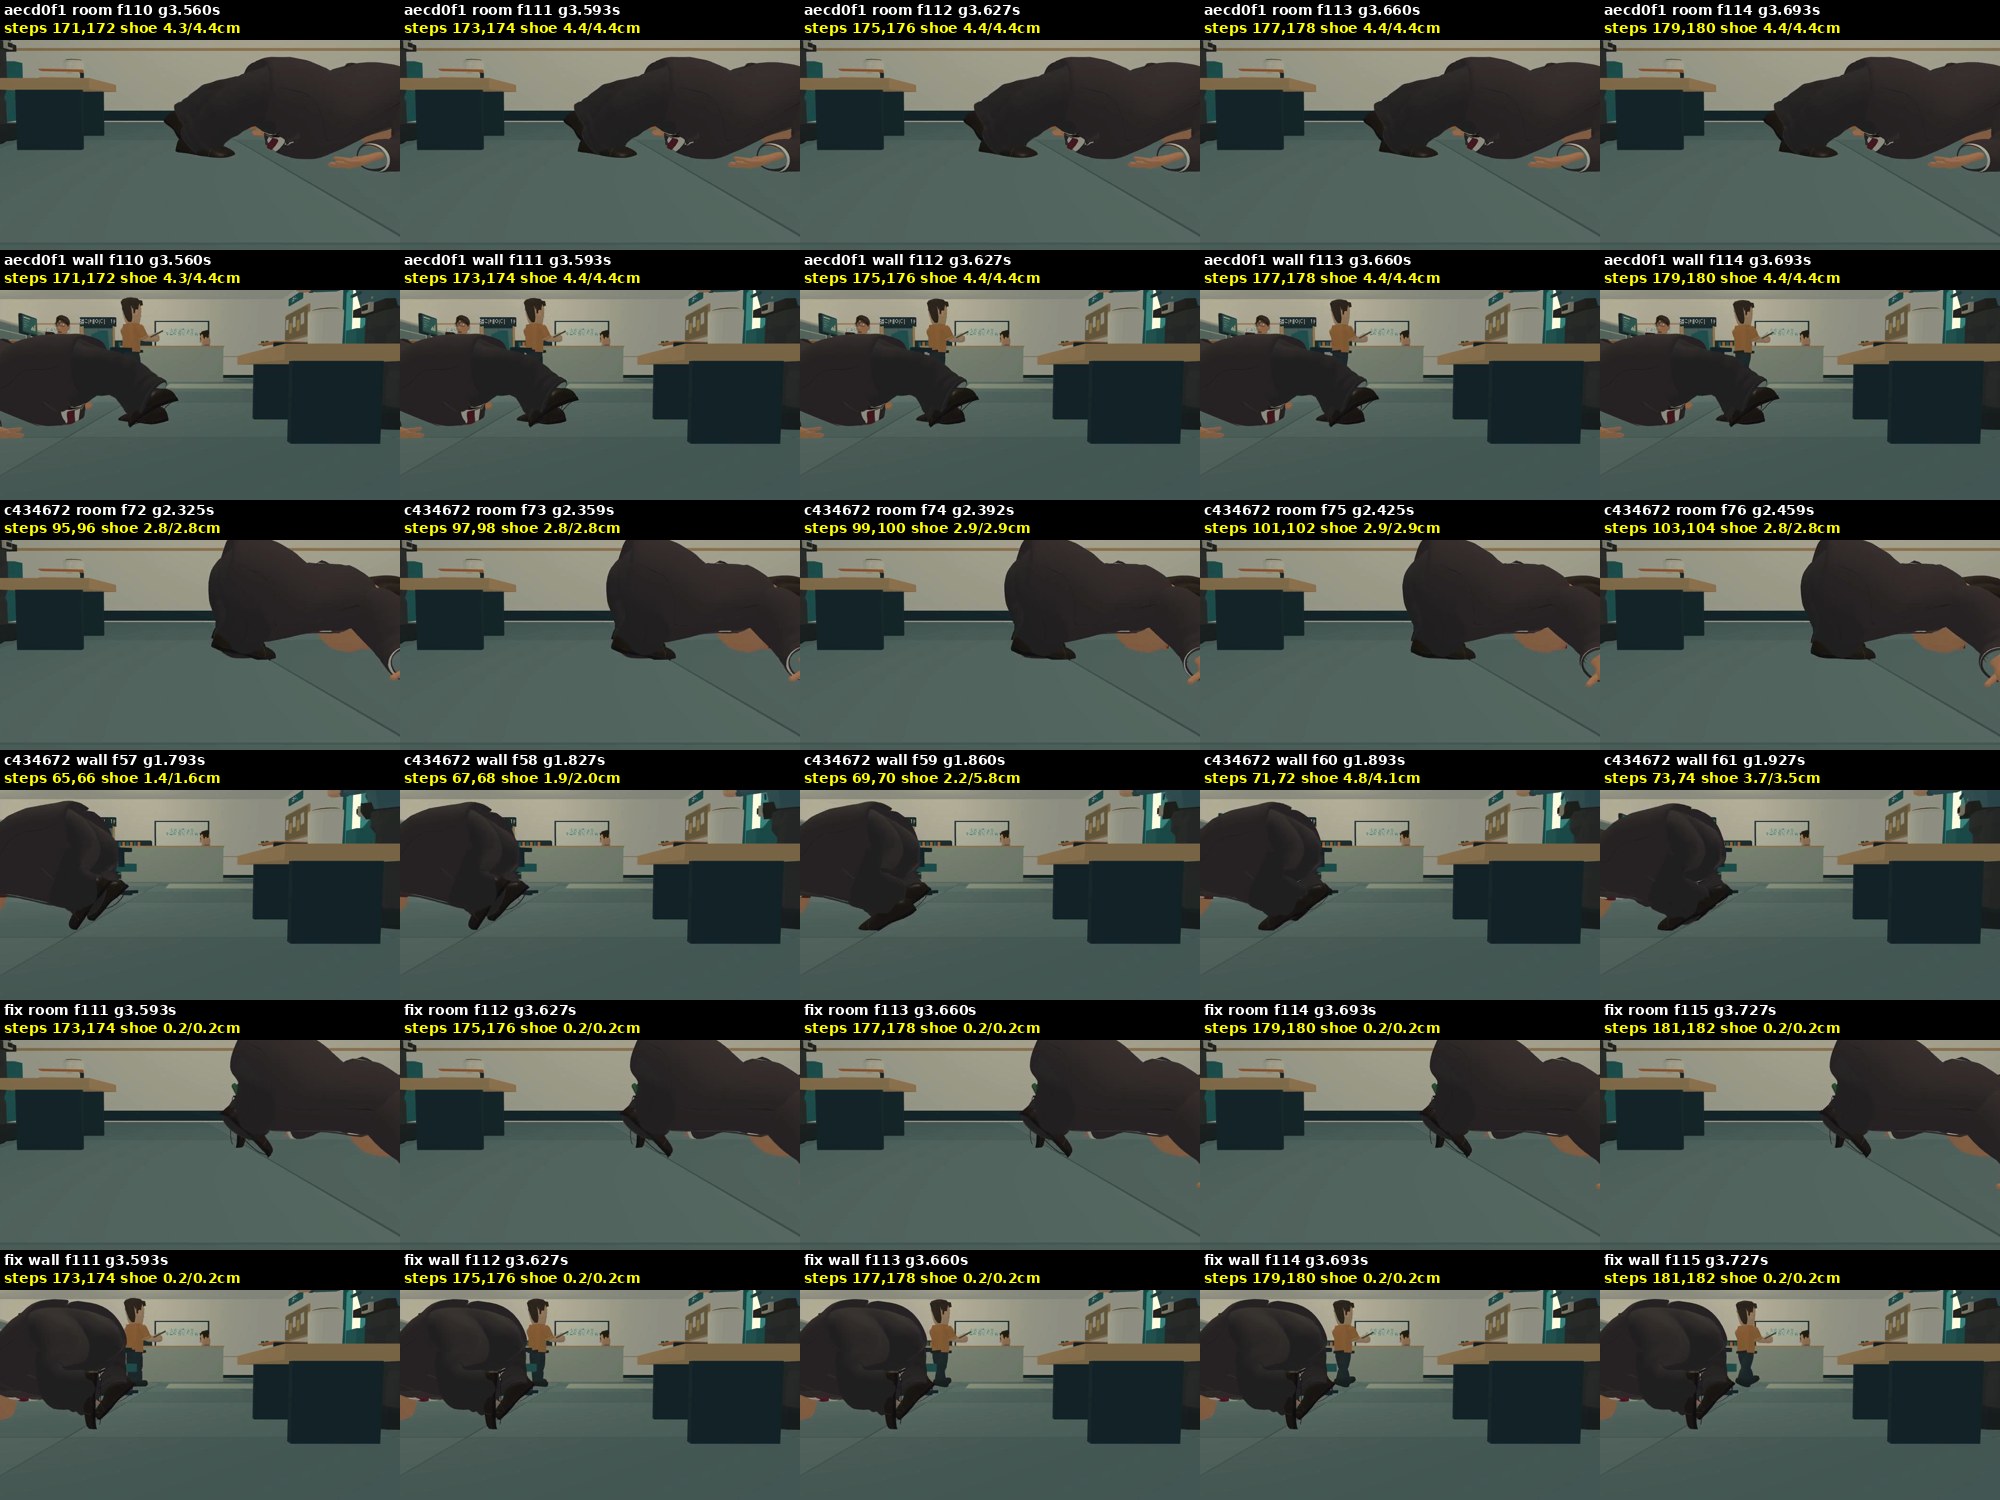 aecd0f1 room f110 g3.560s
steps 171,172 shoe 4.3/4.4cm
aecd0f1 room f111 g3.593s
steps 173,174 shoe 4.4/4.4cm
aecd0f1 room f112 g3.627s
steps 175,176 shoe 4.4/4.4cm
aecd0f1 room f113 g3.660s
steps 177,178 shoe 4.4/4.4cm
aecd0f1 room f114 g3.693s
steps 179,180 shoe 4.4/4.4cm
aecd0f1 wall f110 g3.560s
steps 171,172 shoe 4.3/4.4cm
aecd0f1 wall f111 g3.593s
steps 173,174 shoe 4.4/4.4cm
aecd0f1 wall f112 g3.627s
steps 175,176 shoe 4.4/4.4cm
aecd0f1 wall f113 g3.660s
steps 177,178 shoe 4.4/4.4cm
aecd0f1 wall f114 g3.693s
steps 179,180 shoe 4.4/4.4cm
c434672 room f72 g2.325s
steps 95,96 shoe 2.8/2.8cm
c434672 room f73 g2.359s
steps 97,98 shoe 2.8/2.8cm
c434672 room f74 g2.392s
steps 99,100 shoe 2.9/2.9cm
c434672 room f75 g2.425s
steps 101,102 shoe 2.9/2.9cm
c434672 room f76 g2.459s
steps 103,104 shoe 2.8/2.8cm
c434672 wall f57 g1.793s
steps 65,66 shoe 1.4/1.6cm
c434672 wall f58 g1.827s
steps 67,68 shoe 1.9/2.0cm
c434672 wall f59 g1.860s
steps 69,70 shoe 2.2/5.8cm
c434672 wall f60 g1.893s
steps 71,72 shoe 4.8/4.1cm
c434672 wall f61 g1.927s
steps 73,74 shoe 3.7/3.5cm
fix room f111 g3.593s
steps 173,174 shoe 0.2/0.2cm
fix room f112 g3.627s
steps 175,176 shoe 0.2/0.2cm
fix room f113 g3.660s
steps 177,178 shoe 0.2/0.2cm
fix room f114 g3.693s
steps 179,180 shoe 0.2/0.2cm
fix room f115 g3.727s
steps 181,182 shoe 0.2/0.2cm
fix wall f111 g3.593s
steps 173,174 shoe 0.2/0.2cm
fix wall f112 g3.627s
steps 175,176 shoe 0.2/0.2cm
fix wall f113 g3.660s
steps 177,178 shoe 0.2/0.2cm
fix wall f114 g3.693s
steps 179,180 shoe 0.2/0.2cm
fix wall f115 g3.727s
steps 181,182 shoe 0.2/0.2cm